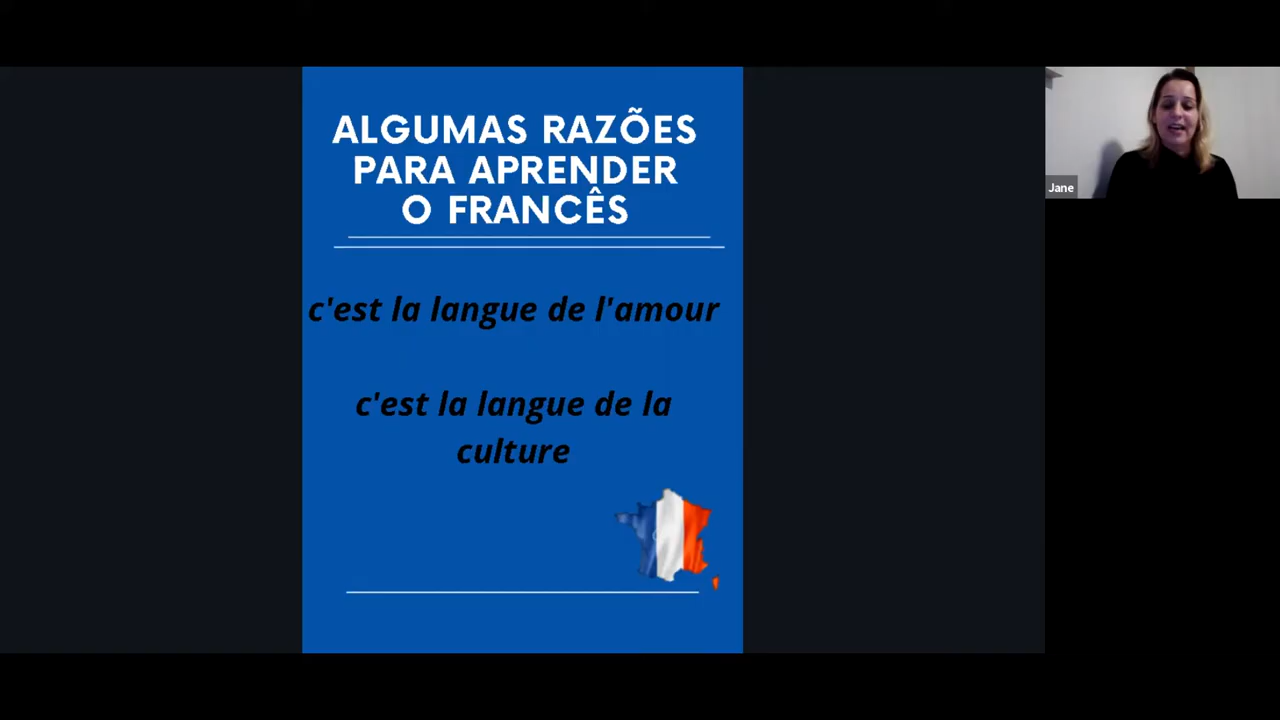 ALGUMAS RAZÕES
PARA APRENDER
O FRANCÊS
c'est la langue de l'amour
c'est la langue de la
culture
Jane